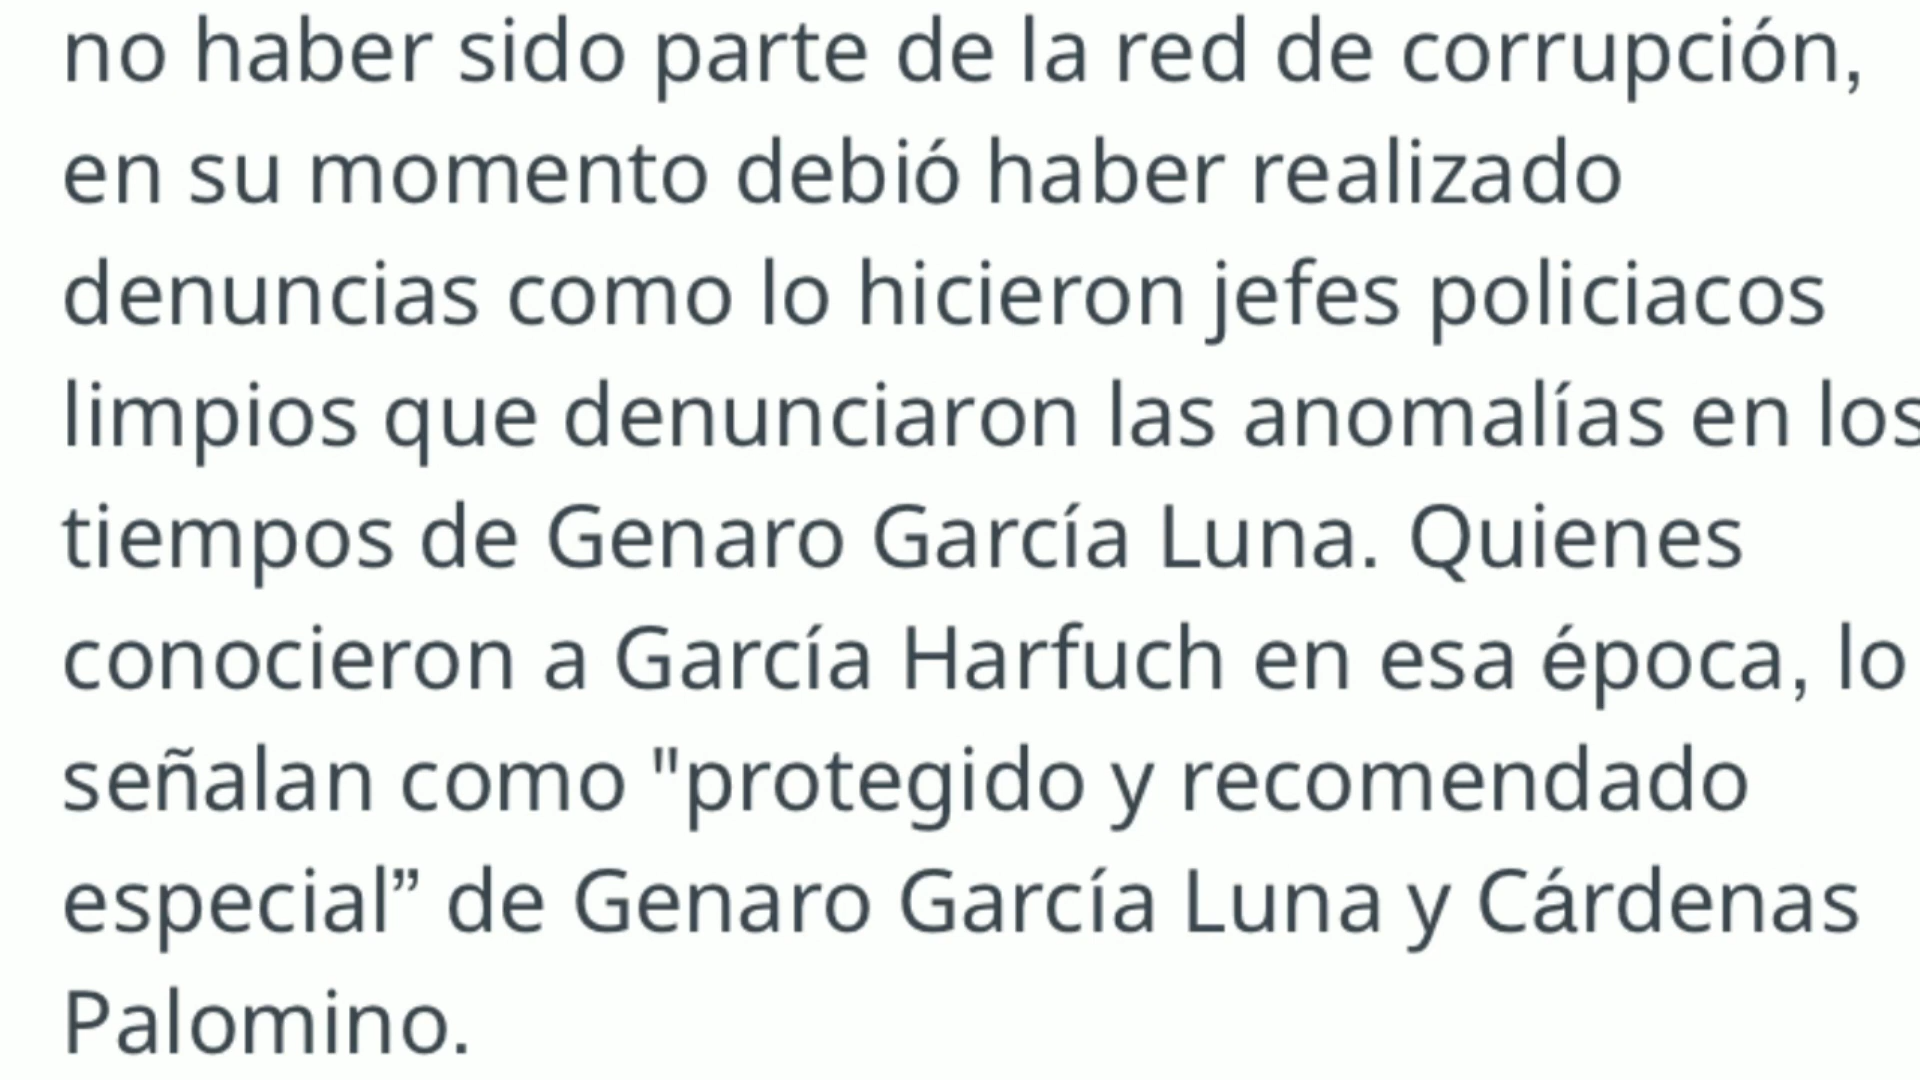 no haber sido parte de la red de corrupción,
en su momento debió haber realizado
denuncias como lo hicieron jefes policiacos
limpios que denunciaron las anomalías en los
tiempos de Genaro García Luna. Quienes
conocieron a García Harfuch en esa época, lo
señalan como "protegido y recomendado
especial” de Genaro García Luna y Cárdenas
Palomino.